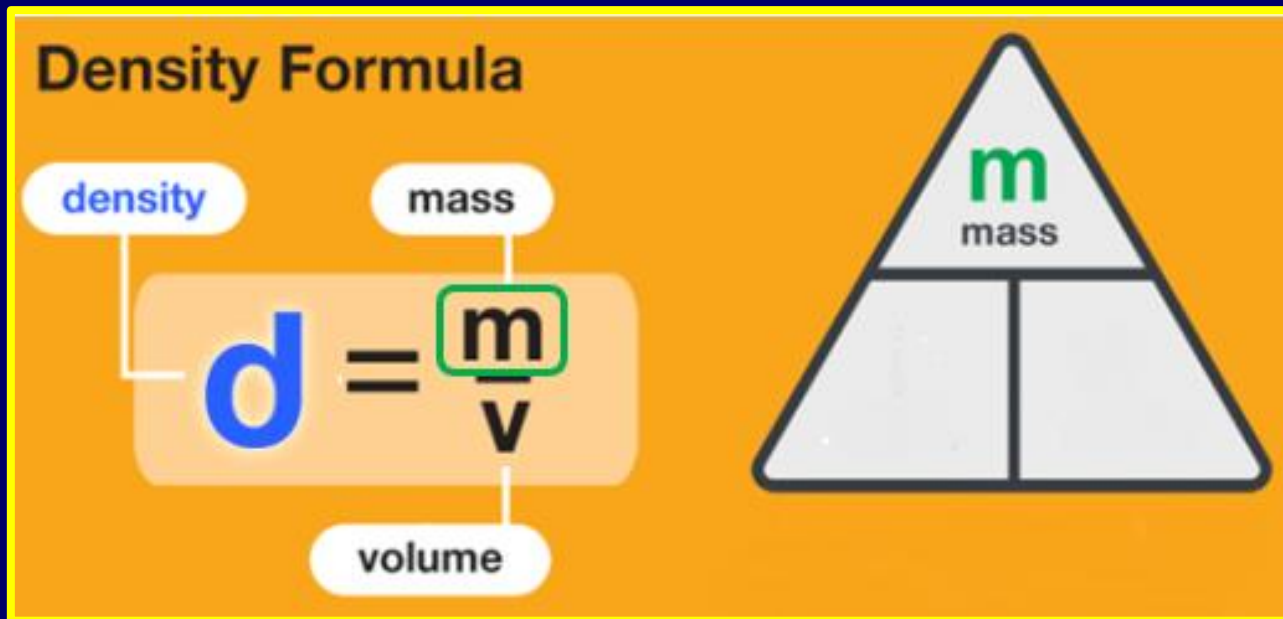 Density Formula
density
mass
d = m
v
volume
m
mass